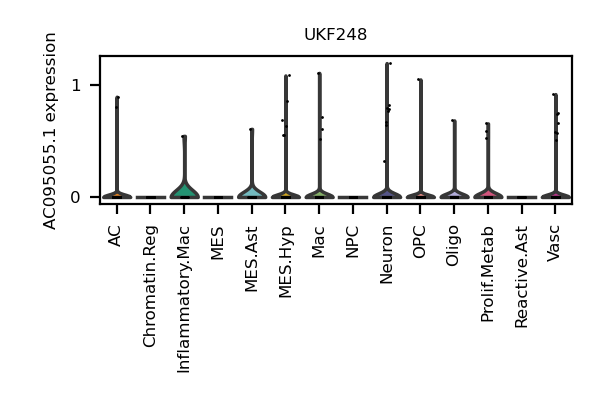 UKF248
AC095055.1 expression
1
0
AC
Chromatin.Reg
Inflammatory.Mac
MES
MES.Ast
MES.Hyp
Mac
NPC
Neuron
OPC
Oligo
Prolif.Metab
Reactive.Ast
Vasc